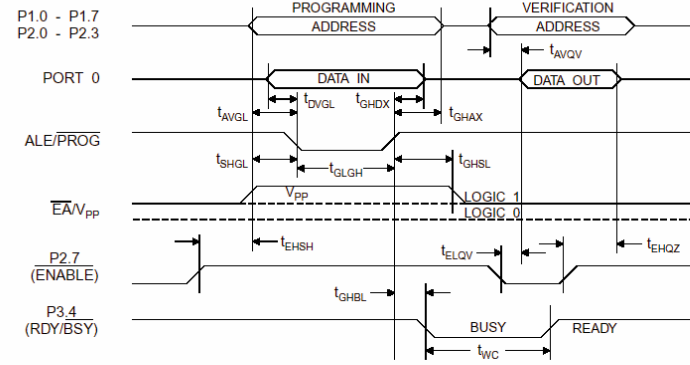 PROGRAMMING VERIFICATION
P1.0 - P1.7
P2.0 - P2.3
ADDRESS ADDRESS
tAVQV
PORT 0
DATA IN DATA OUT
tDVGL tGHDX
tAVGL tGHAX
ALE/PROG
tSHGL tGLGH tGHSL
EA/VPP
VPP
LOGIC 1
LOGIC 0
tEHSH tELQV tEHQZ
P2.7
(ENABLE)
tGHBL
P3.4
(RDY/BSY)
BUSY READY
tWC